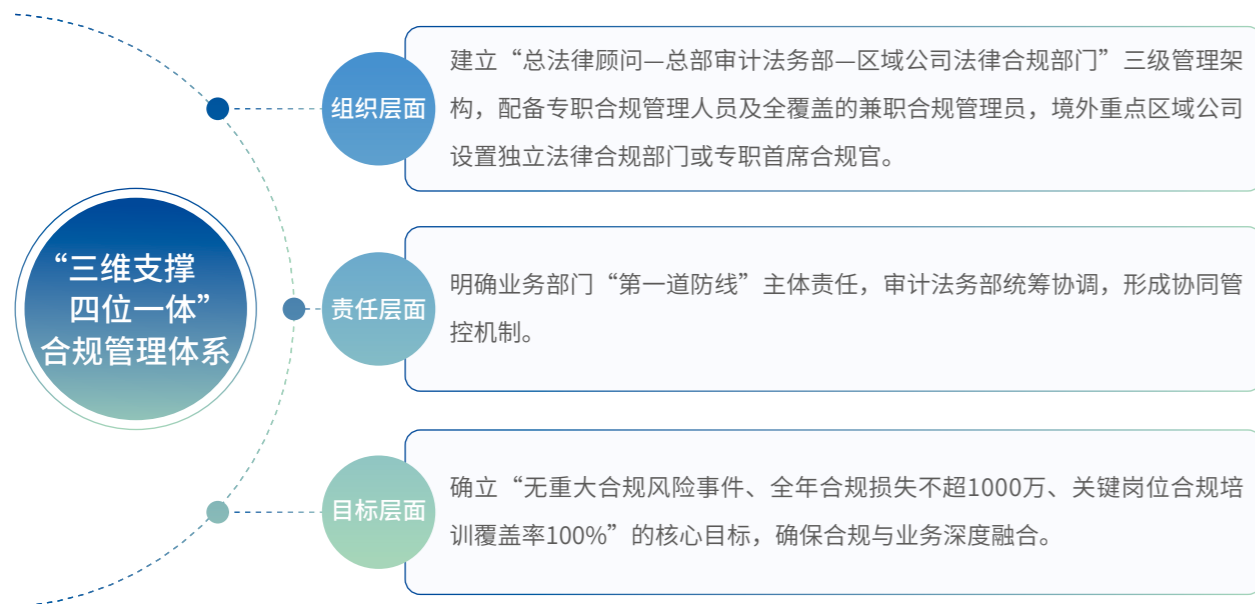 “三维支撑
四位一体”
合规管理体系
组织层面
建立“总法律顾问—总部审计法务部—区域公司法律合规部门”三级管理架
构，配备专职合规管理人员及全覆盖的兼职合规管理员，境外重点区域公司
设置独立法律合规部门或专职首席合规官。
责任层面
明确业务部门“第一道防线”主体责任，审计法务部统筹协调，形成协同管
控机制。
目标层面
确立“无重大合规风险事件、全年合规损失不超1000万、关键岗位合规培
训覆盖率100%”的核心目标，确保合规与业务深度融合。